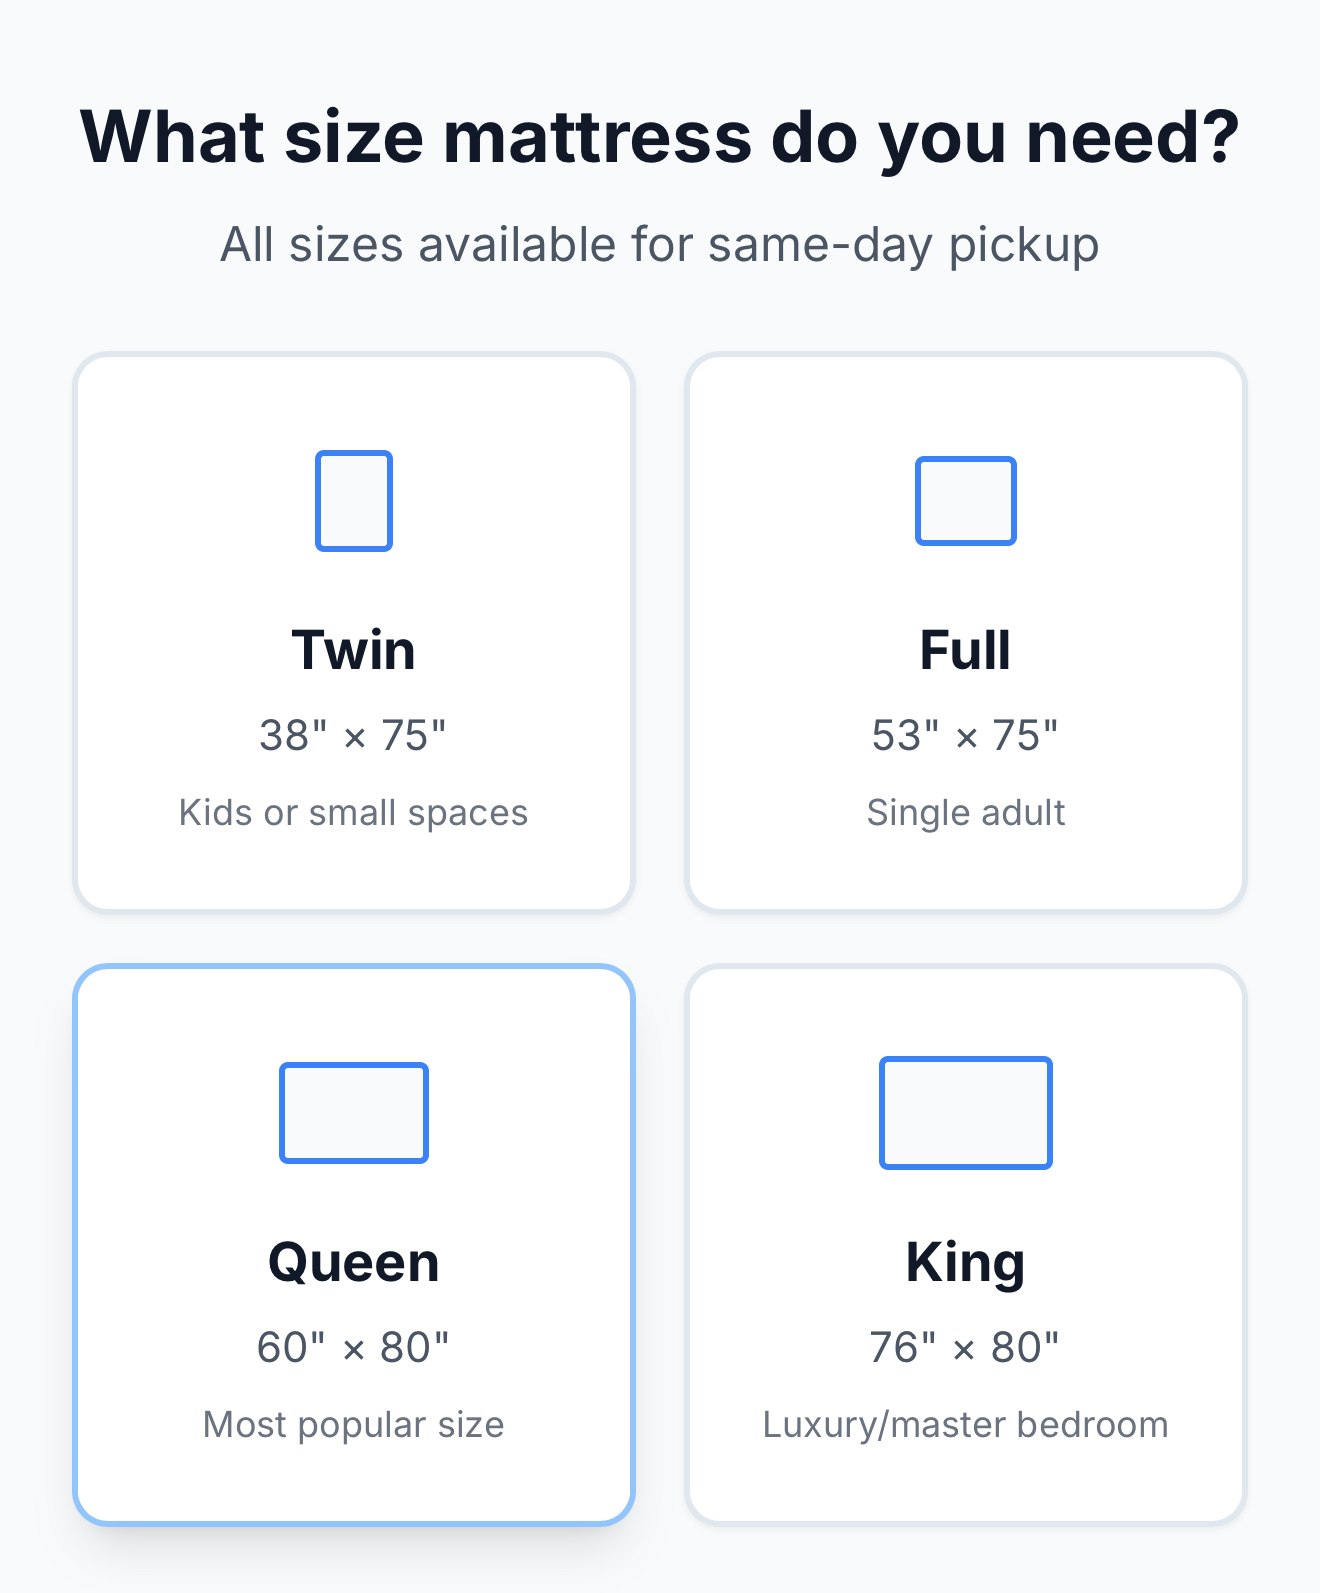 What size mattress do you need?
All sizes available for same-day pickup
Twin
38" × 75"
Kids or small spaces
Full
53" × 75"
Single adult
Queen
60" × 80"
Most popular size
King
76" × 80"
Luxury/master bedroom